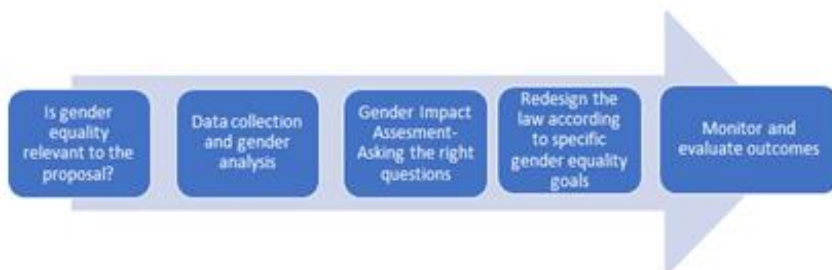 Is gender
equality
relevant to the
proposal?
Data collection
and gender
analysis
Gender Impact
Assesment-
Asking the right
questions
Redesign the
law according
to specific
gender equality
goals
Monitor and
evaluate outcomes